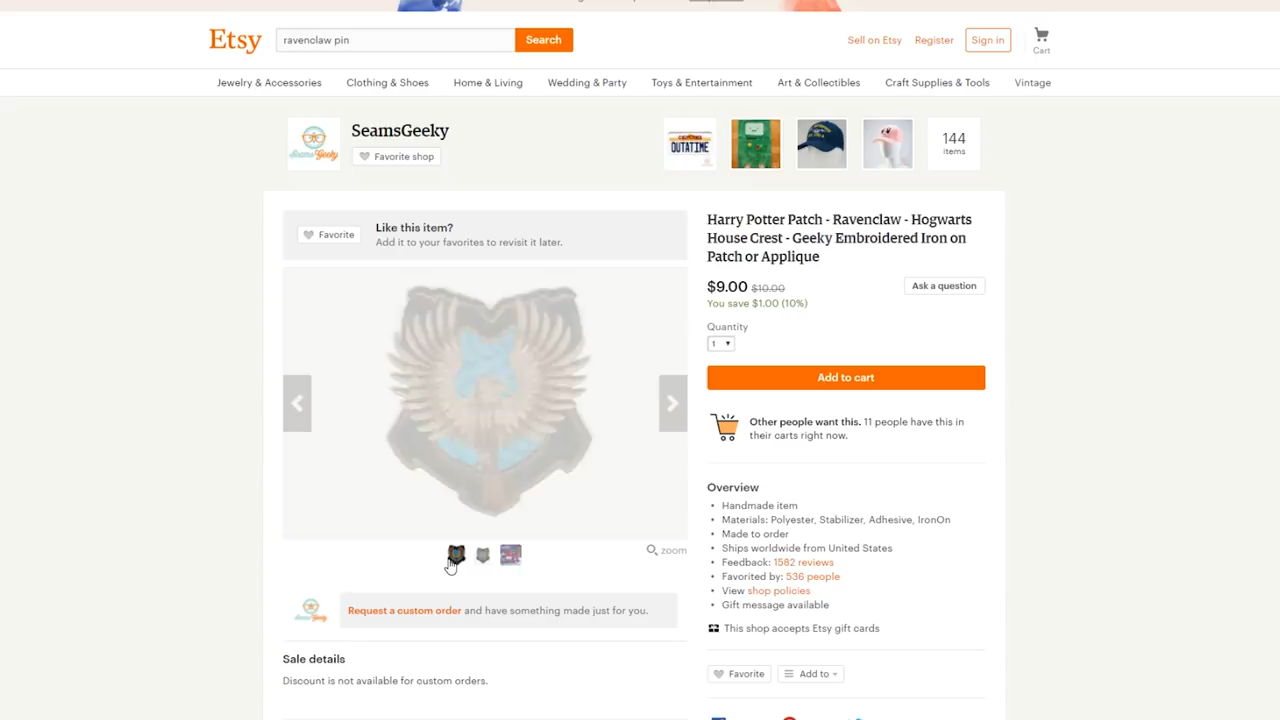 Etsy
ravenclaw pin
Search
Sell on Etsy
Register
Sign in
Cart
Jewelry & Accessories
Clothing & Shoes
Home & Living
Wedding & Party
Toys & Entertainment
Art & Collectibles
Craft Supplies & Tools
Vintage
SeamsGeeky
Favorite shop
SeamsGeeky
OUTATIME
144
items
Favorite
Like this item?
Add it to your favorites to revisit it later.
Harry Potter Patch - Ravenclaw - Hogwarts
House Crest - Geeky Embroidered Iron on
Patch or Applique
$9.00 $10.00
Ask a question
You save $1.00 (10%)
Quantity
1
Add to cart
Other people want this. 11 people have this in
their carts right now.
Overview
• Handmade item
• Materials: Polyester, Stabilizer, Adhesive, IronOn
• Made to order
• Ships worldwide from United States
• Feedback: 1582 reviews
• Favorited by: 536 people
• View shop policies
• Gift message available
This shop accepts Etsy gift cards
Favorite
Add to
zoom
Request a custom order and have something made just for you.
Sale details
Discount is not available for custom orders.